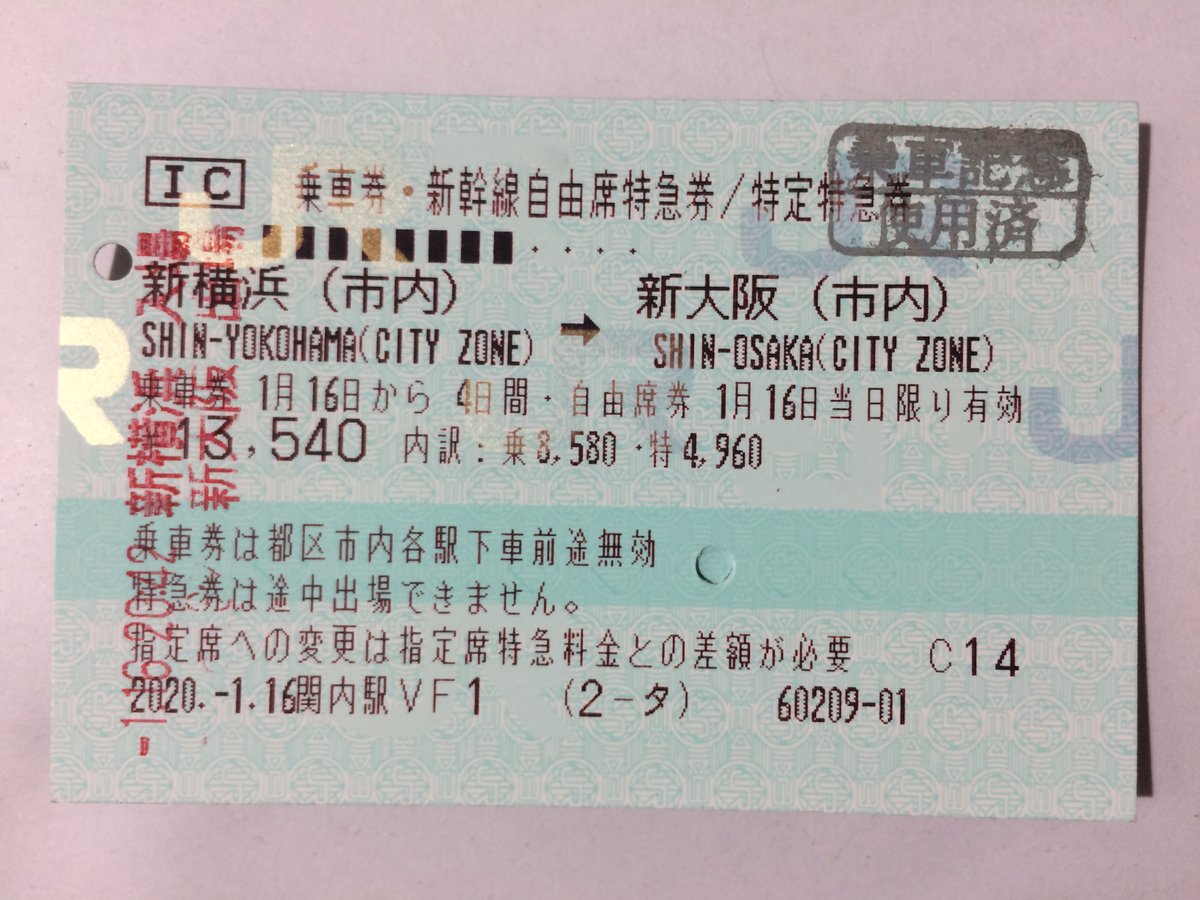 IC 乗車券・新幹線自由席特急券/特定特急券
乗車記念
使用済
新横浜(市内) → 新大阪(市内)
SHIN-YOKOHAMA(CITY ZONE) SHIN-OSAKA(CITY ZONE)
乗車券 1月16日から 4日間・自由席券 1月16日当日限り有効
13,540 内訳:乗8,580・特4,960
乗車券は都区市内各駅下車前途無効
特急券は途中出場できません。
指定席への変更は指定席特急料金との差額が必要 C14
2020.-1.16関内駅VF1 (2-タ) 60209-01
新横浜
新大阪
R
U